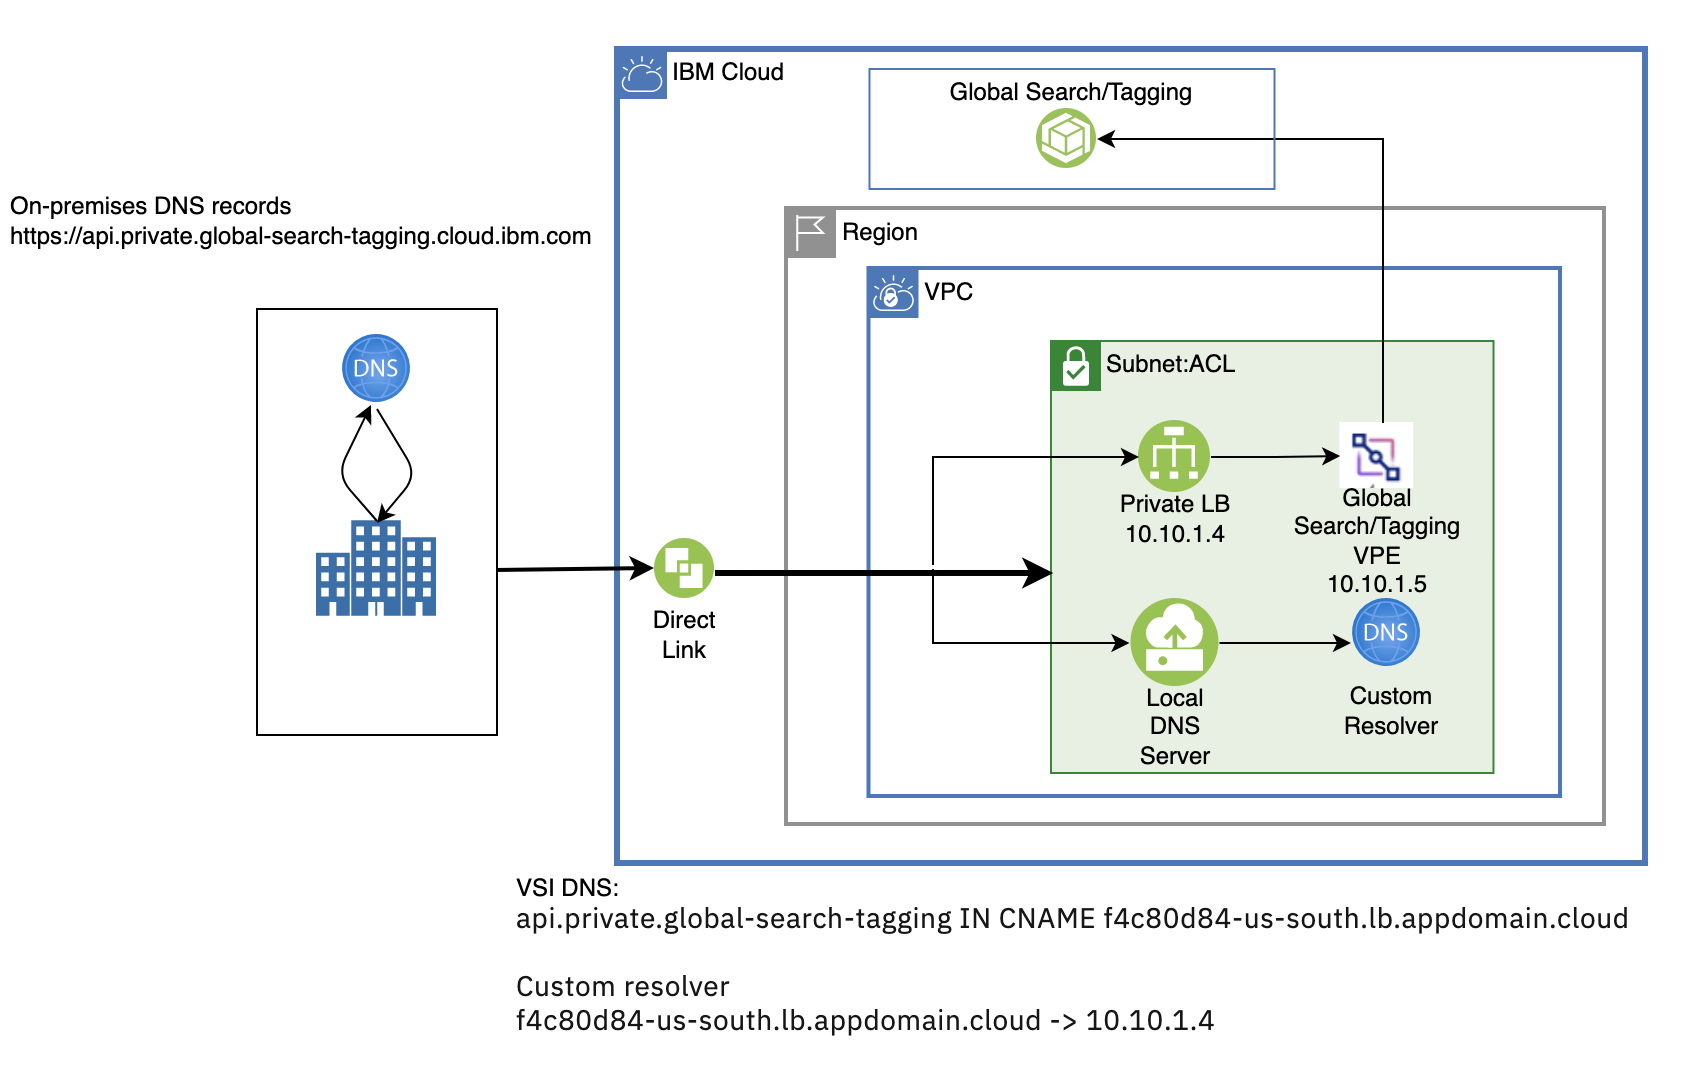 IBM Cloud
Global Search/Tagging
On-premises DNS records
https://api.private.global-search-tagging.cloud.ibm.com
Region
VPC
DNS
Subnet:ACL
Private LB
10.10.1.4
Global
Search/Tagging
VPE
10.10.1.5
Direct
Link
DNS
Local
DNS
Server
Custom
Resolver
VSI DNS:
api.private.global-search-tagging IN CNAME f4c80d84-us-south.lb.appdomain.cloud
Custom resolver
f4c80d84-us-south.lb.appdomain.cloud -> 10.10.1.4